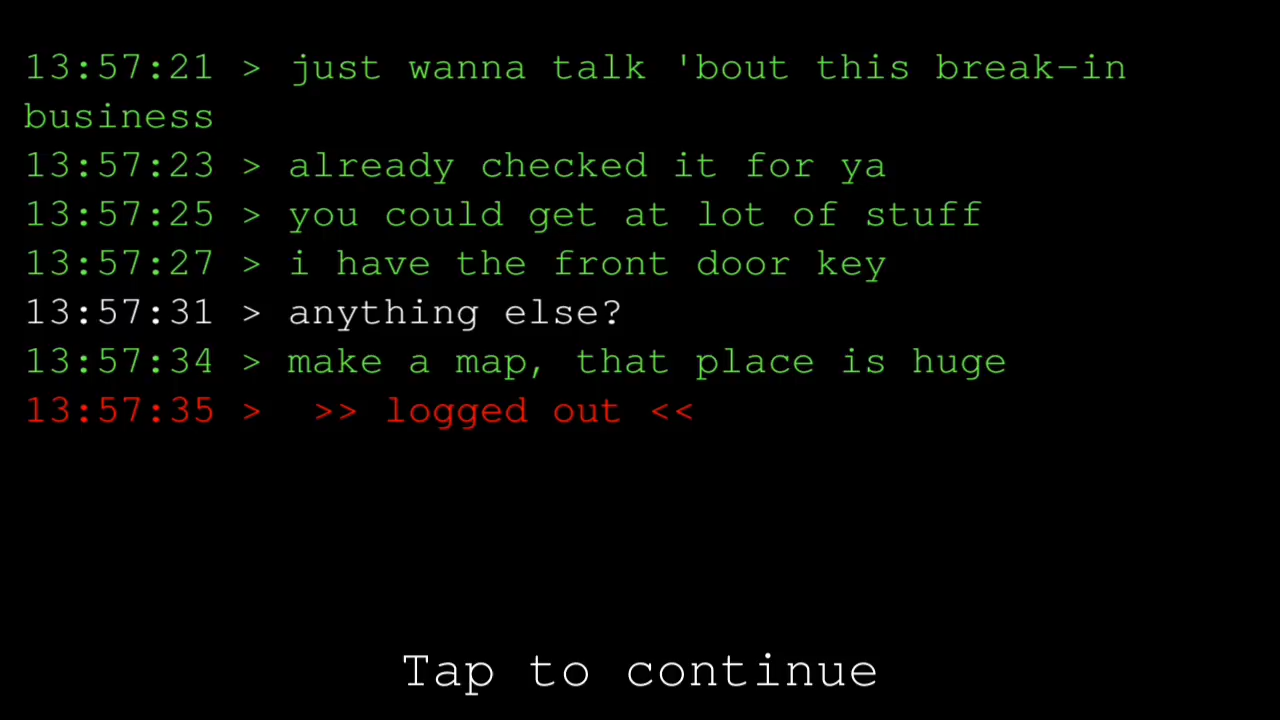 13:57:21 > just wanna talk 'bout this break-in
business
13:57:23 > already checked it for ya
13:57:25 > you could get at lot of stuff
13:57:27 > i have the front door key
13:57:31 > anything else?
13:57:34 > make a map, that place is huge
13:57:35 >  >> logged out <<
Tap to continue